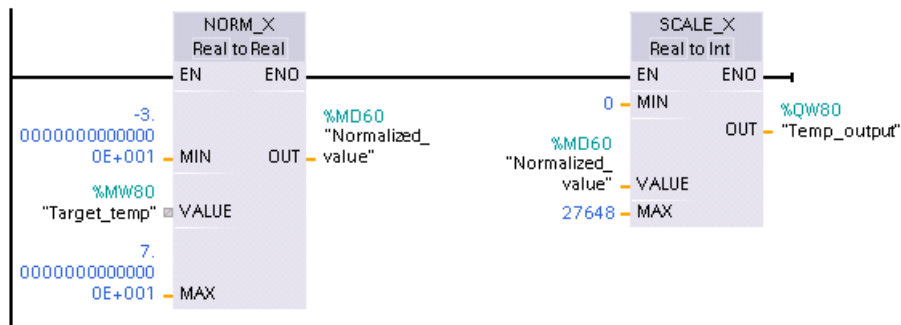 NORM_X
Real to Real
EN ENO
-3.
0000000000000
0E+001
MIN
%MW80
"Target_temp"
VALUE
7.
0000000000000
0E+001
MAX
OUT
%MD60
"Normalized_
value"
SCALE_X
Real to Int
EN ENO
0
MIN
%MD60
"Normalized_
value"
VALUE
27648
MAX
OUT
%QW80
"Temp_output"